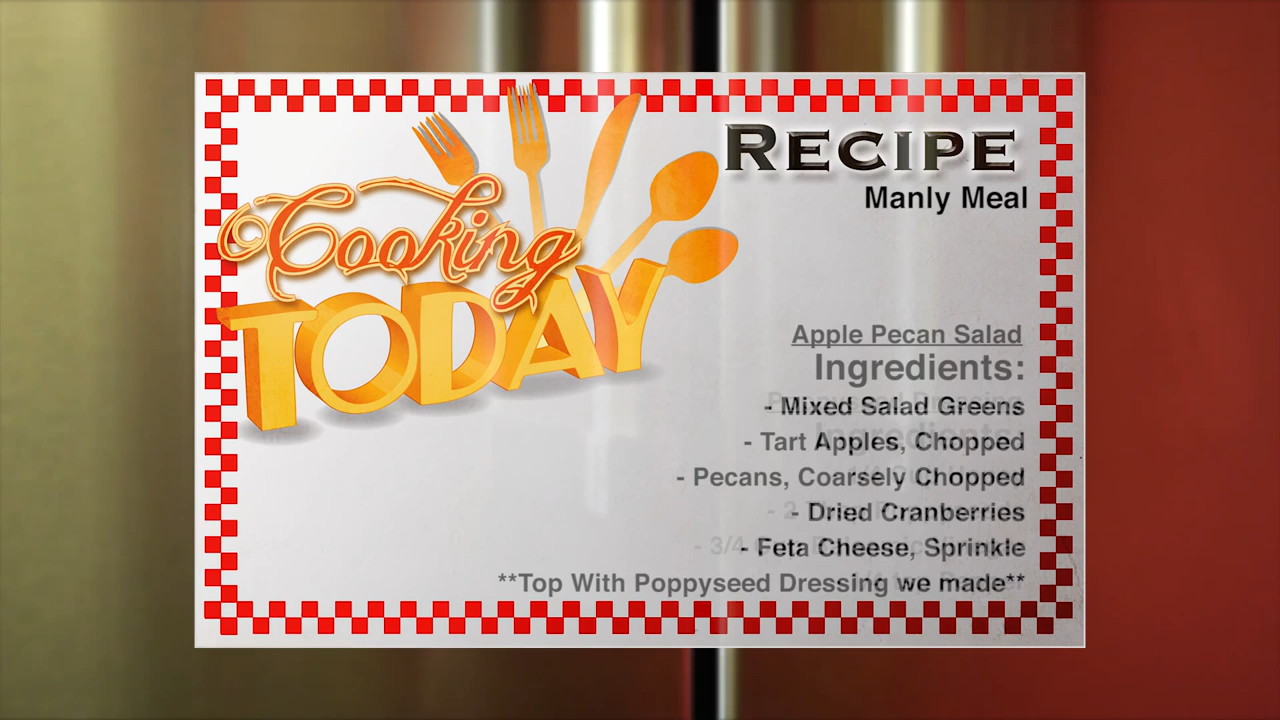 Cooking
TODAY
RECIPE
Manly Meal
Apple Pecan Salad
Ingredients:
- Mixed Salad Greens
- Tart Apples, Chopped
- Pecans, Coarsely Chopped
- Dried Cranberries
- Feta Cheese, Sprinkle
**Top With Poppyseed Dressing we made**